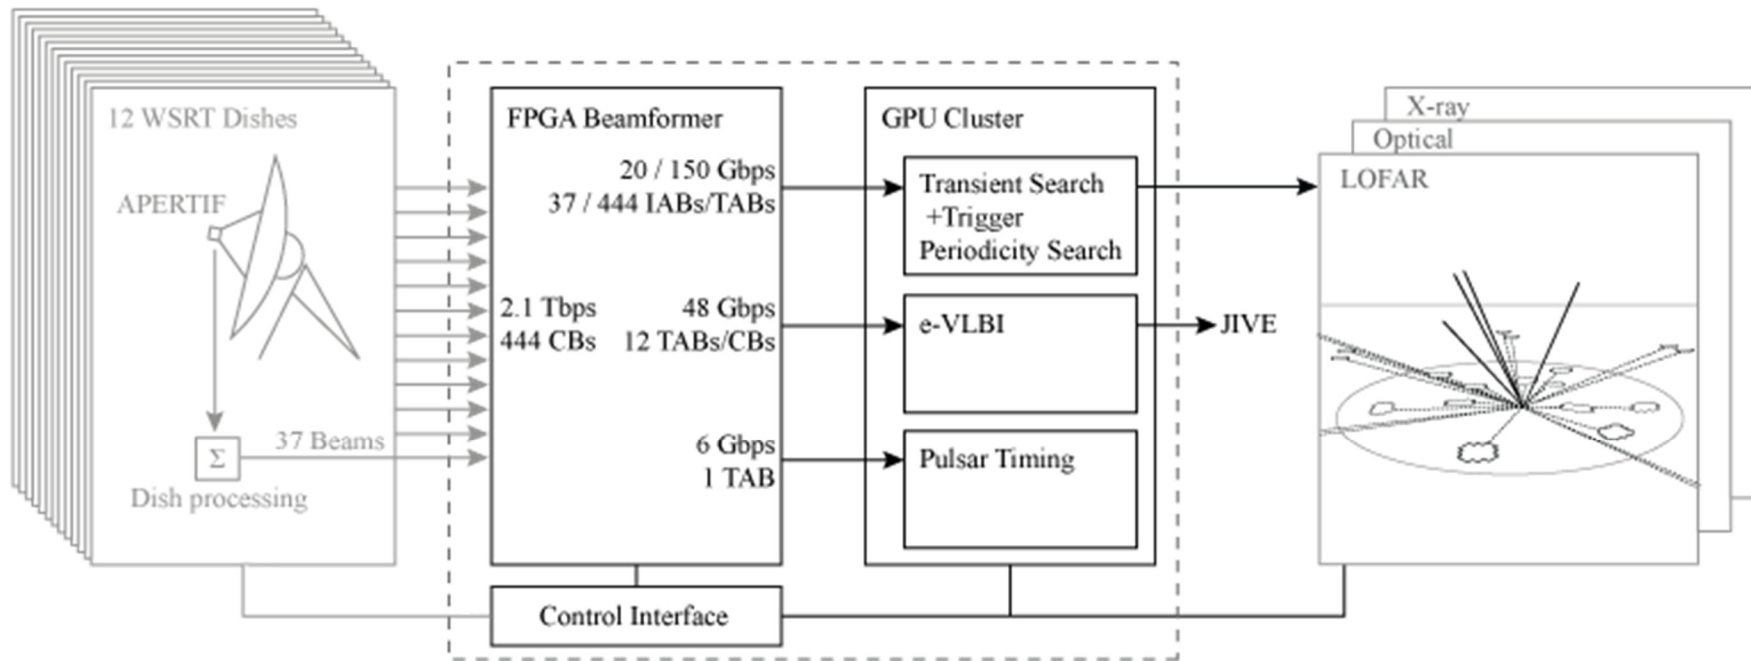 12 WSRT Dishes
APERTIF
Σ
37 Beams
Dish processing
FPGA Beamformer
20 / 150 Gbps
37 / 444 IABs/TABs
2.1 Tbps
444 CBs
48 Gbps
12 TABs/CBs
6 Gbps
1 TAB
Control Interface
GPU Cluster
Transient Search
+Trigger
Periodicity Search
e-VLBI
Pulsar Timing
JIVE
X-ray
Optical
LOFAR